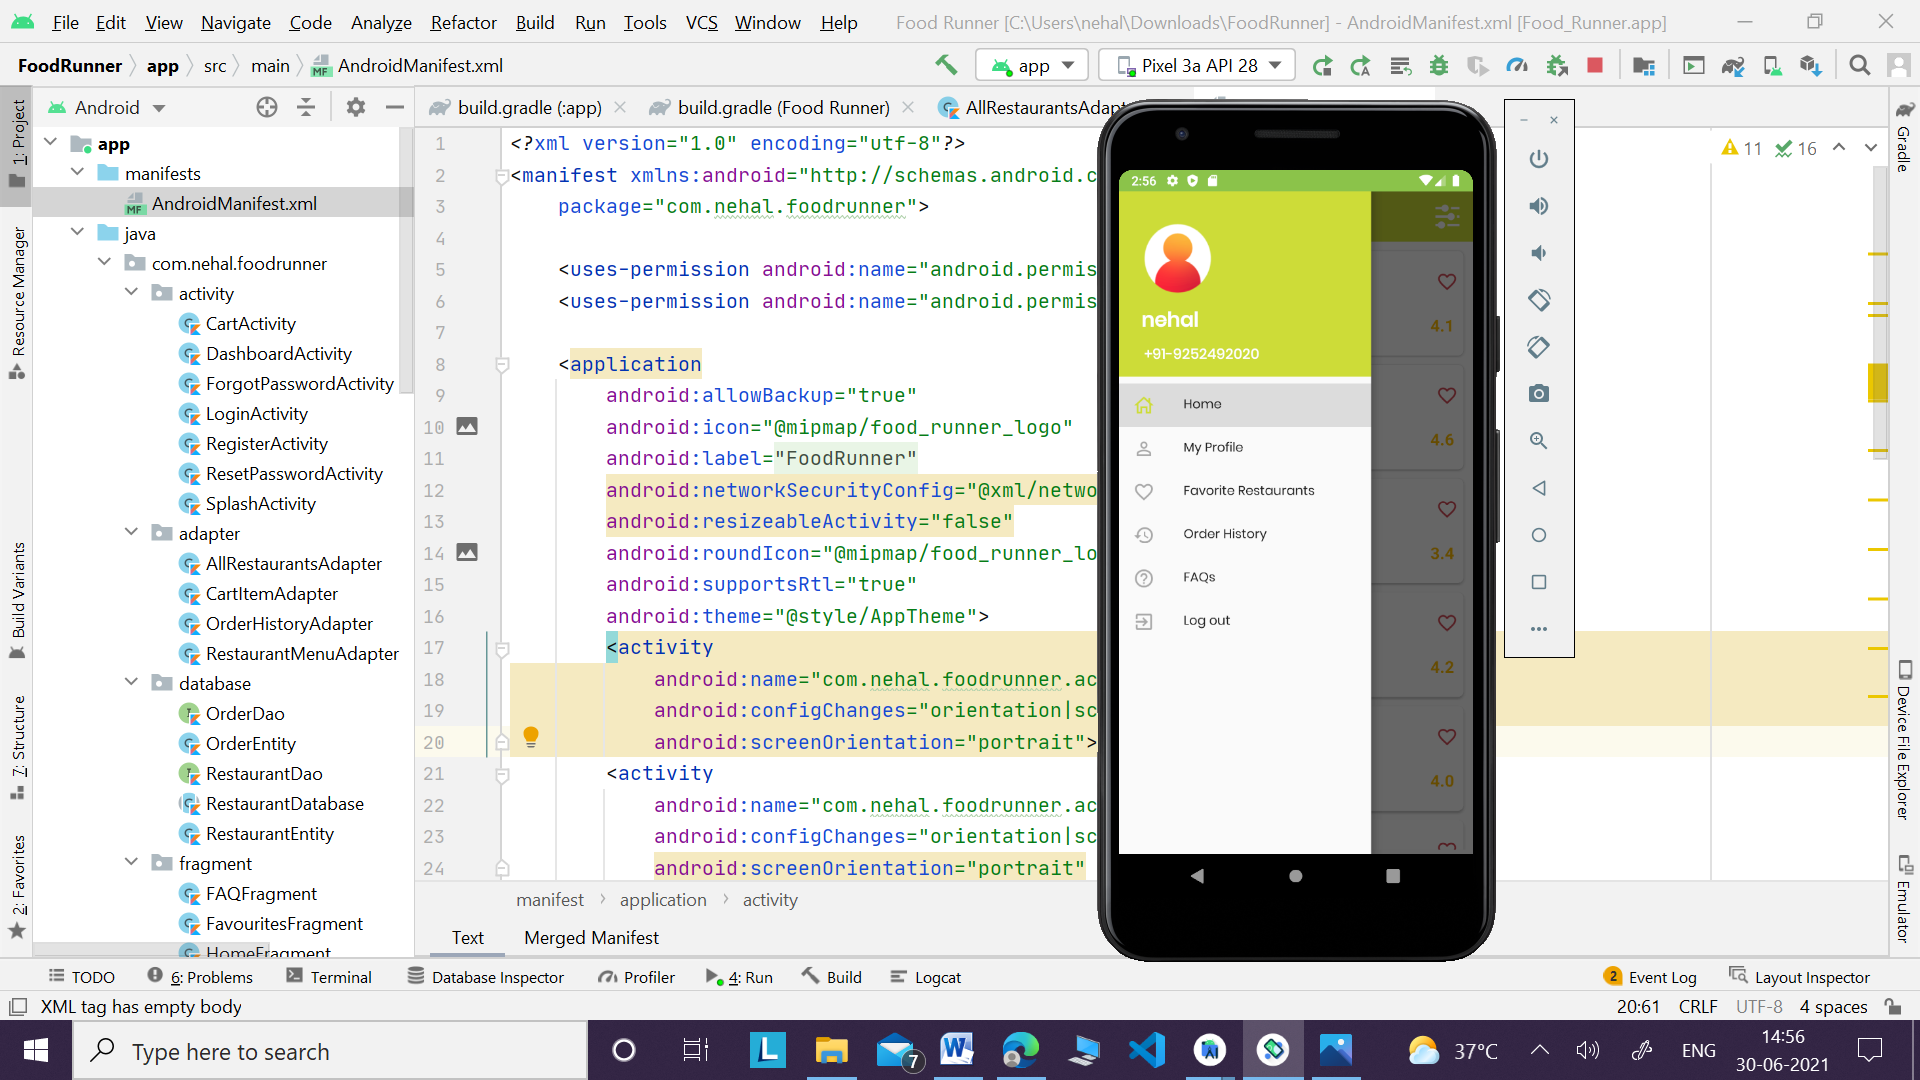 File Edit View Navigate Code Analyze Refactor Build Run Tools VCS Window Help Food Runner [C:\Users\nehal\Downloads\FoodRunner] - AndroidManifest.xml [Food_Runner.app]
FoodRunner app src main AndroidManifest.xml app Pixel 3a API 28
Android build.gradle (:app) build.gradle (Food Runner) AllRestaurantsAdapt
1: Project
Resource Manager
Build Variants
7: Structure
2: Favorites
app
manifests
AndroidManifest.xml
java
com.nehal.foodrunner
activity
CartActivity
DashboardActivity
ForgotPasswordActivity
LoginActivity
RegisterActivity
ResetPasswordActivity
SplashActivity
adapter
AllRestaurantsAdapter
CartItemAdapter
OrderHistoryAdapter
RestaurantMenuAdapter
database
OrderDao
OrderEntity
RestaurantDao
RestaurantDatabase
RestaurantEntity
fragment
FAQFragment
FavouritesFragment
HomeFragment
1 <?xml version="1.0" encoding="utf-8"?>
2 <manifest xmlns:android="http://schemas.android.c
3 package="com.nehal.foodrunner">
4
5 <uses-permission android:name="android.permis
6 <uses-permission android:name="android.permis
7
8 <application
9 android:allowBackup="true"
10 android:icon="@mipmap/food_runner_logo"
11 android:label="FoodRunner"
12 android:networkSecurityConfig="@xml/netwo
13 android:resizeableActivity="false"
14 android:roundIcon="@mipmap/food_runner_lo
15 android:supportsRtl="true"
16 android:theme="@style/AppTheme">
17 <activity
18 android:name="com.nehal.foodrunner.ac
19 android:configChanges="orientation|sc
20 android:screenOrientation="portrait">
21 <activity
22 android:name="com.nehal.foodrunner.ac
23 android:configChanges="orientation|sc
24 android:screenOrientation="portrait"
11 16
2:56
nehal
+91-9252492020
Home
My Profile
Favorite Restaurants
Order History
FAQs
Log out
4.1
4.6
3.4
4.2
4.0
Gradle
Device File Explorer
Emulator
manifest application activity
Text Merged Manifest
TODO 6: Problems Terminal Database Inspector Profiler 4: Run Build Logcat 2 Event Log Layout Inspector
XML tag has empty body 20:61 CRLF UTF-8 4 spaces
Type here to search L 7 W 37°C ENG 14:56
30-06-2021